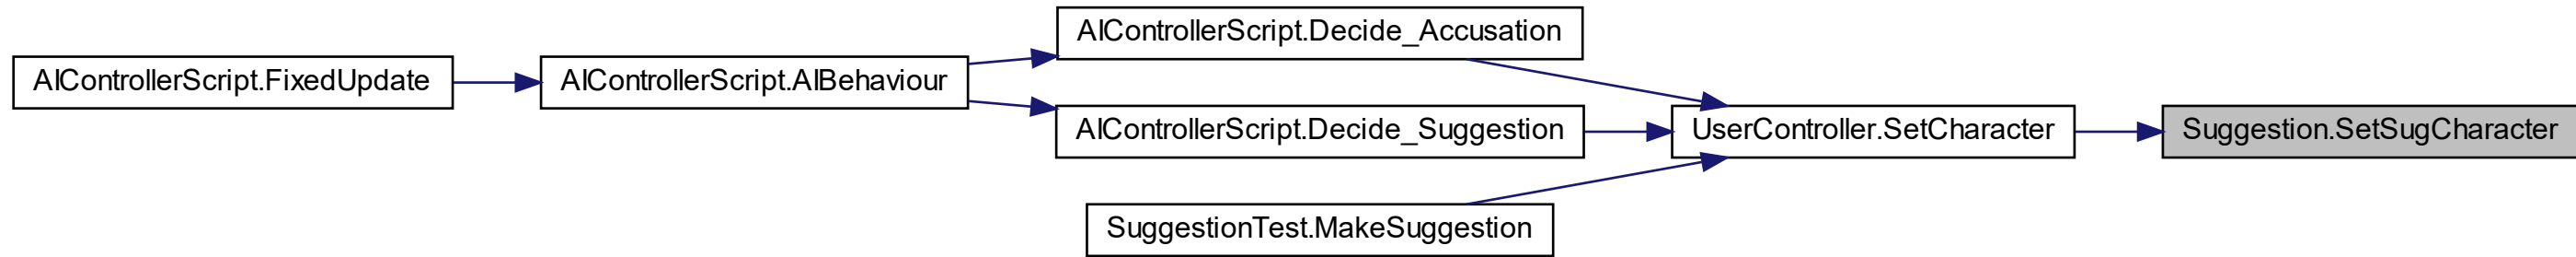 AIControllerScript.FixedUpdate
AIControllerScript.AIBehaviour
AIControllerScript.Decide_Accusation
AIControllerScript.Decide_Suggestion
SuggestionTest.MakeSuggestion
UserController.SetCharacter
Suggestion.SetSugCharacter